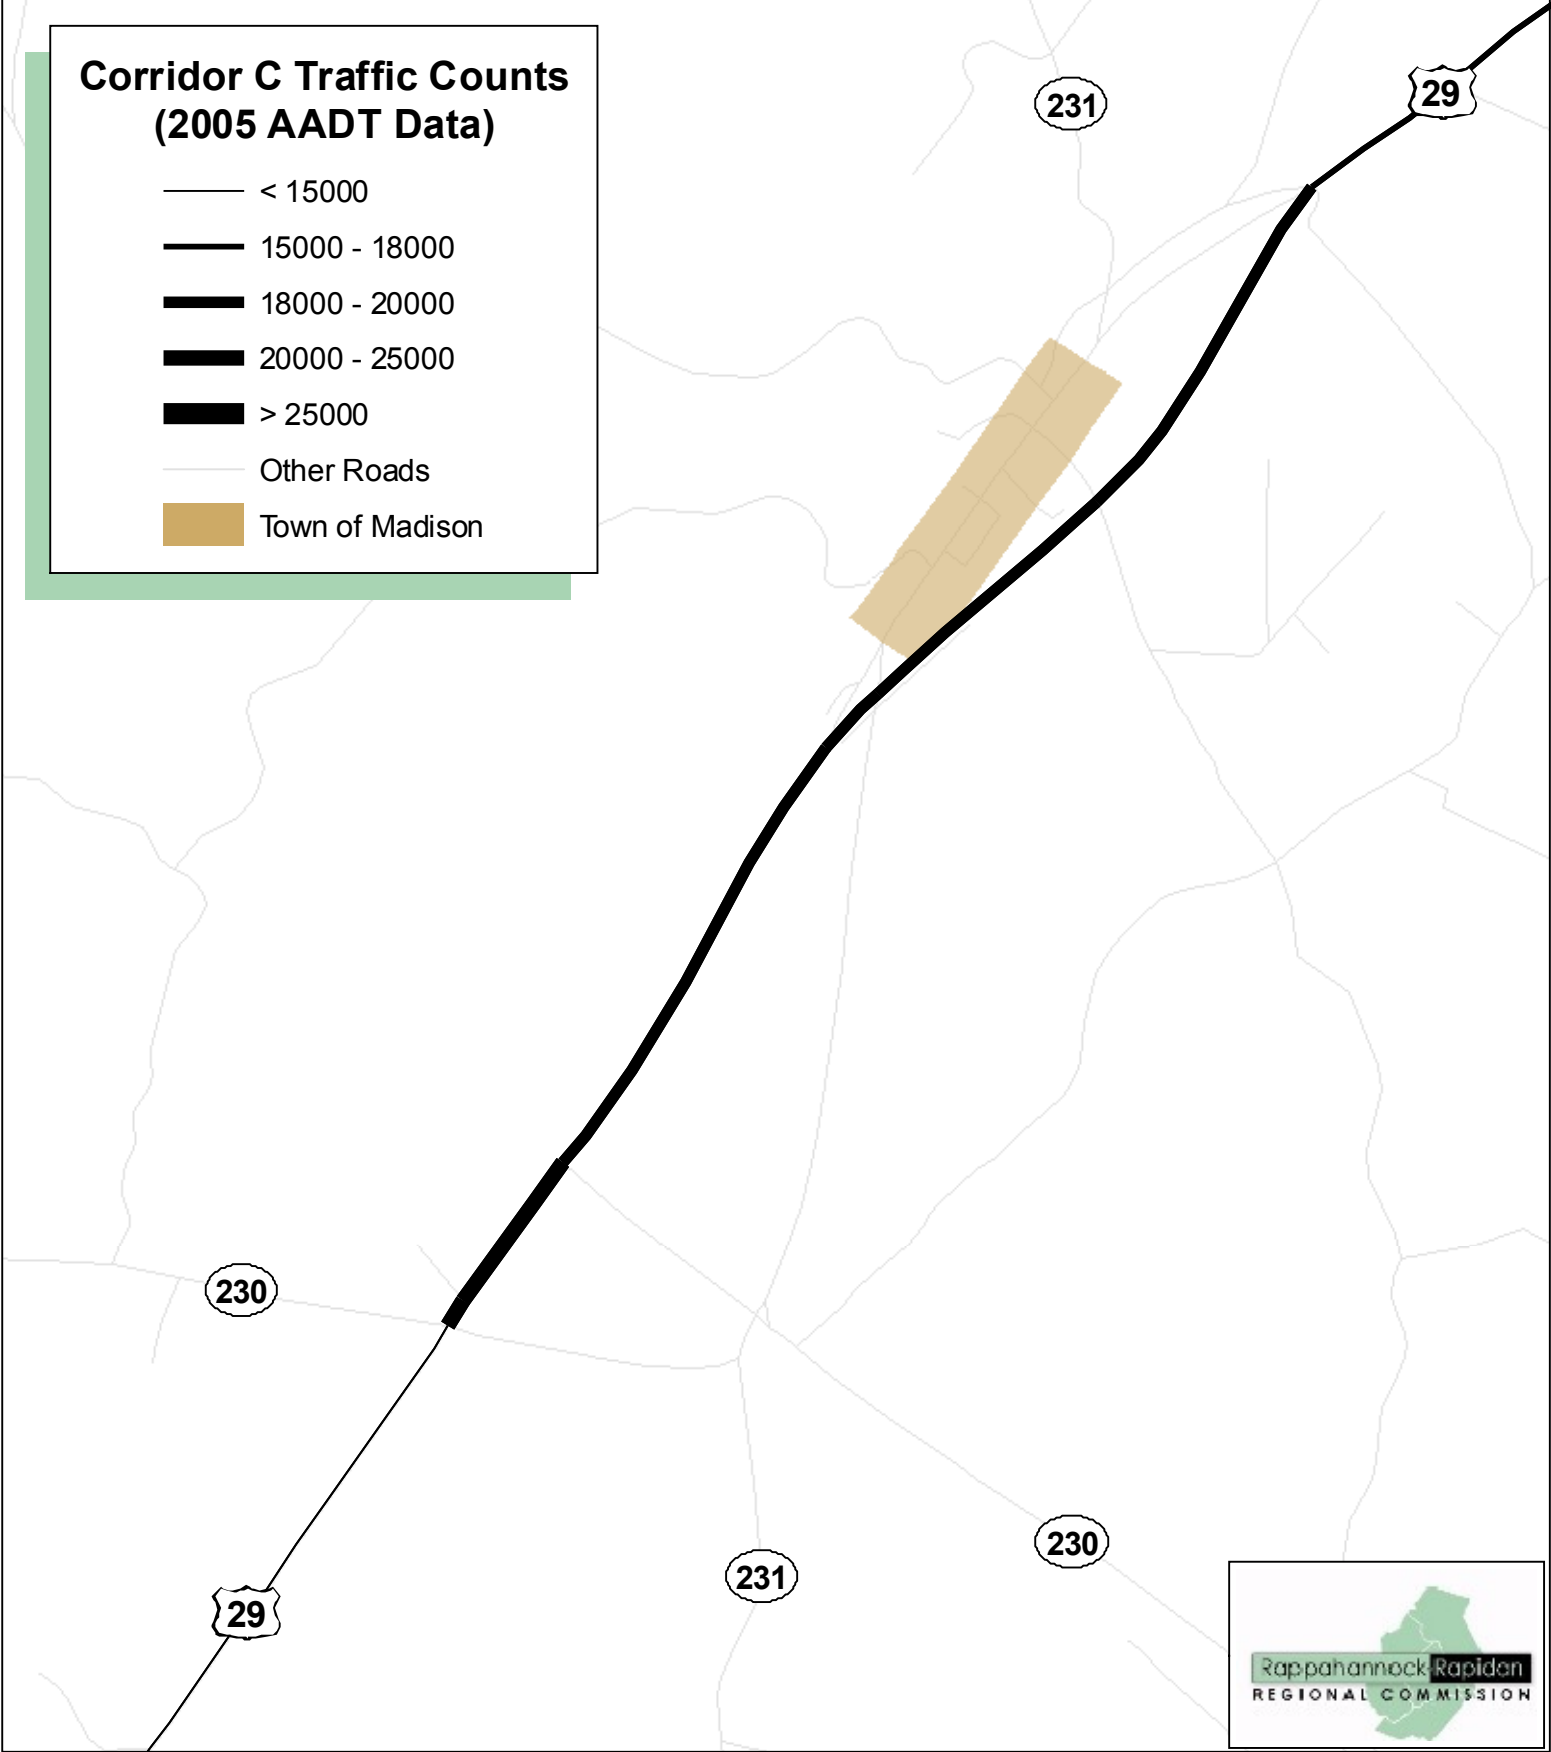 Corridor C Traffic Counts
(2005 AADT Data)
< 15000
15000 - 18000
18000 - 20000
20000 - 25000
> 25000
Other Roads
Town of Madison
231
29
230
29
231
230
Rappahannock-Rapidan
REGIONAL COMMISSION